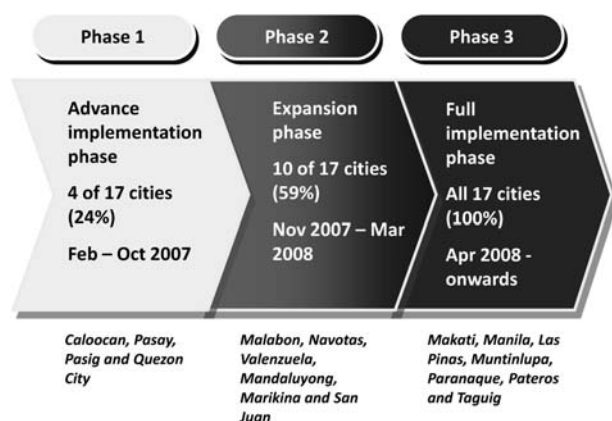 Phase 1
Phase 2
Phase 3
Advance
implementation
phase
4 of 17 cities
(24%)
Feb – Oct 2007
Expansion
phase
10 of 17 cities
(59%)
Nov 2007 – Mar
2008
Full
implementation
phase
All 17 cities
(100%)
Apr 2008 -
onwards
Caloocan, Pasay,
Pasig and Quezon
City
Malabon, Navotas,
Valenzuela,
Mandaluyong,
Marikina and San
Juan
Makati, Manila, Las
Pinas, Muntinlupa,
Paranaque, Pateros
and Taguig